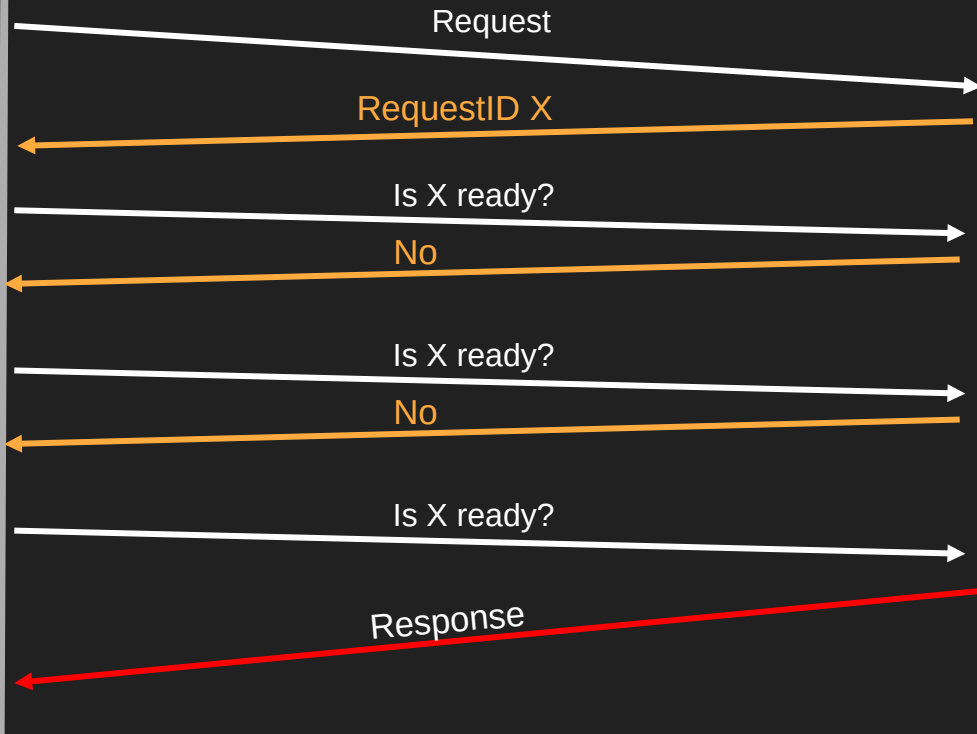 Request
RequestID X
Is X ready?
No
Is X ready?
No
Is X ready?
Response